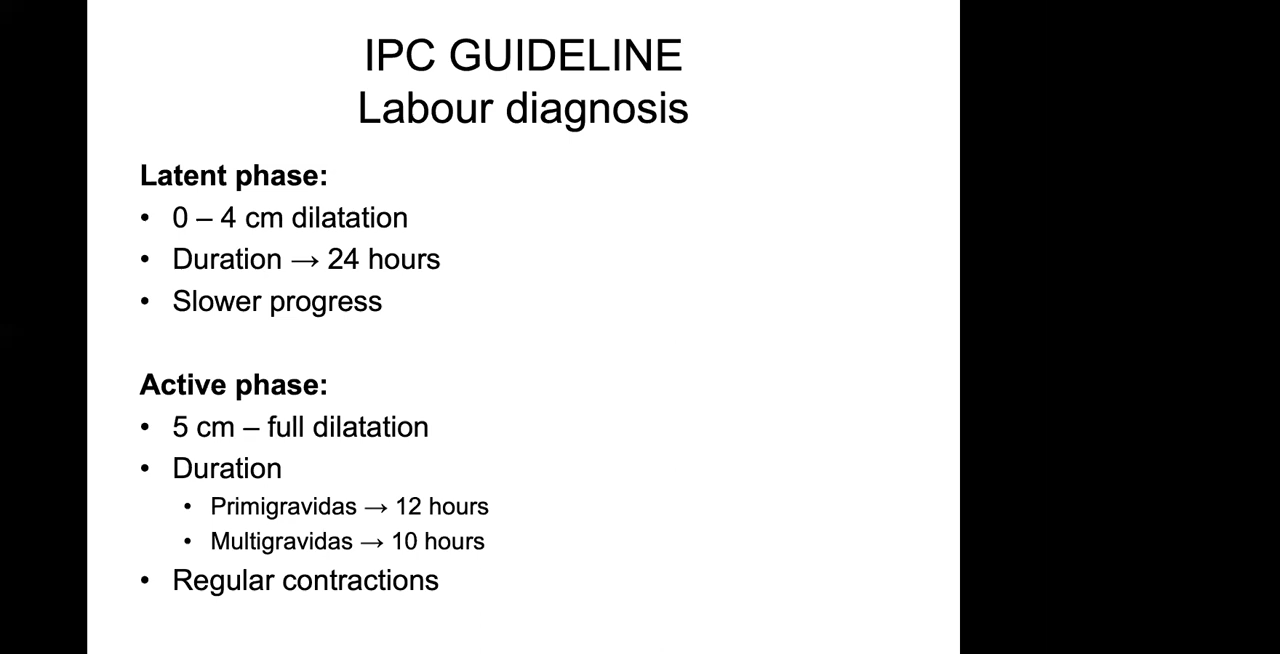 IPC GUIDELINE
Labour diagnosis
Latent phase:
• 0 – 4 cm dilatation
• Duration → 24 hours
• Slower progress
Active phase:
• 5 cm – full dilatation
• Duration
• Primigravidas → 12 hours
• Multigravidas → 10 hours
• Regular contractions